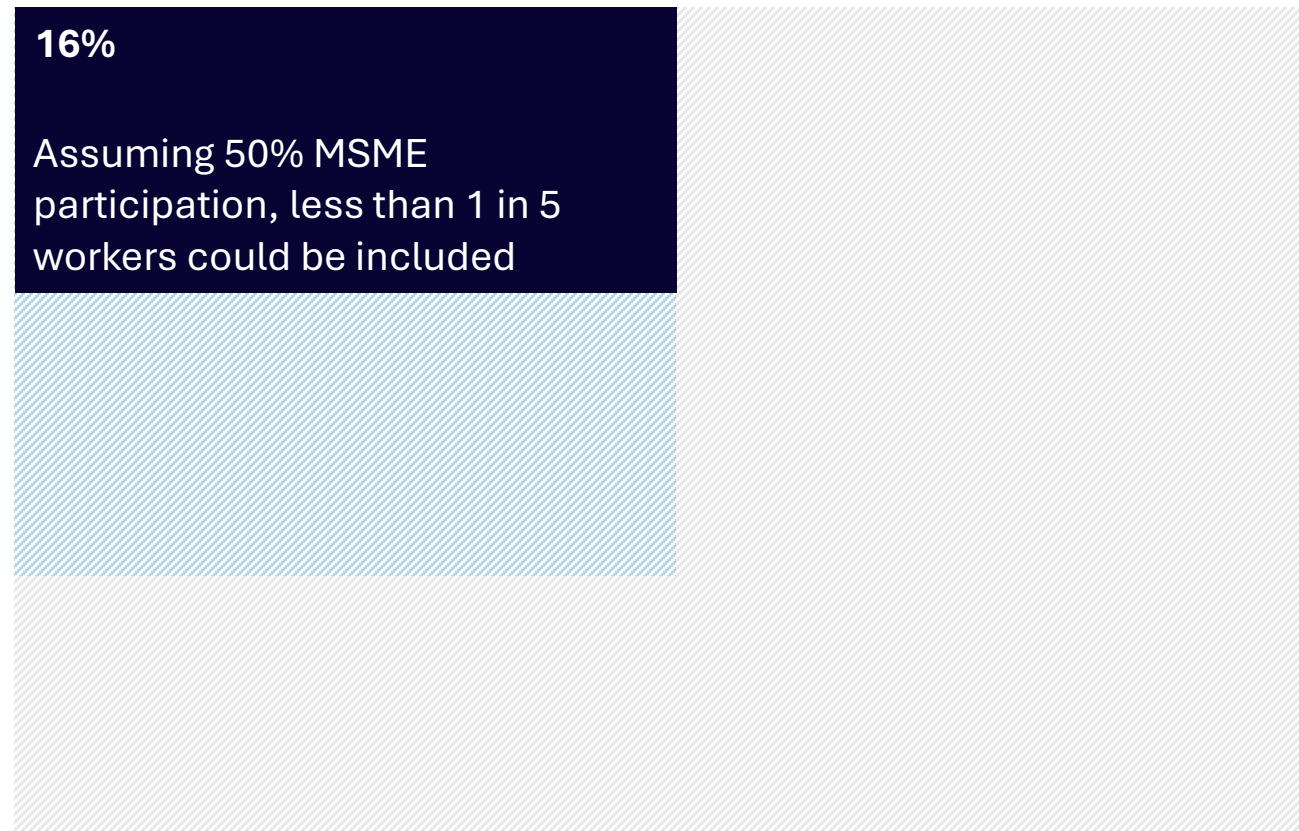 16%
Assuming 50% MSME
participation, less than 1 in 5
workers could be included